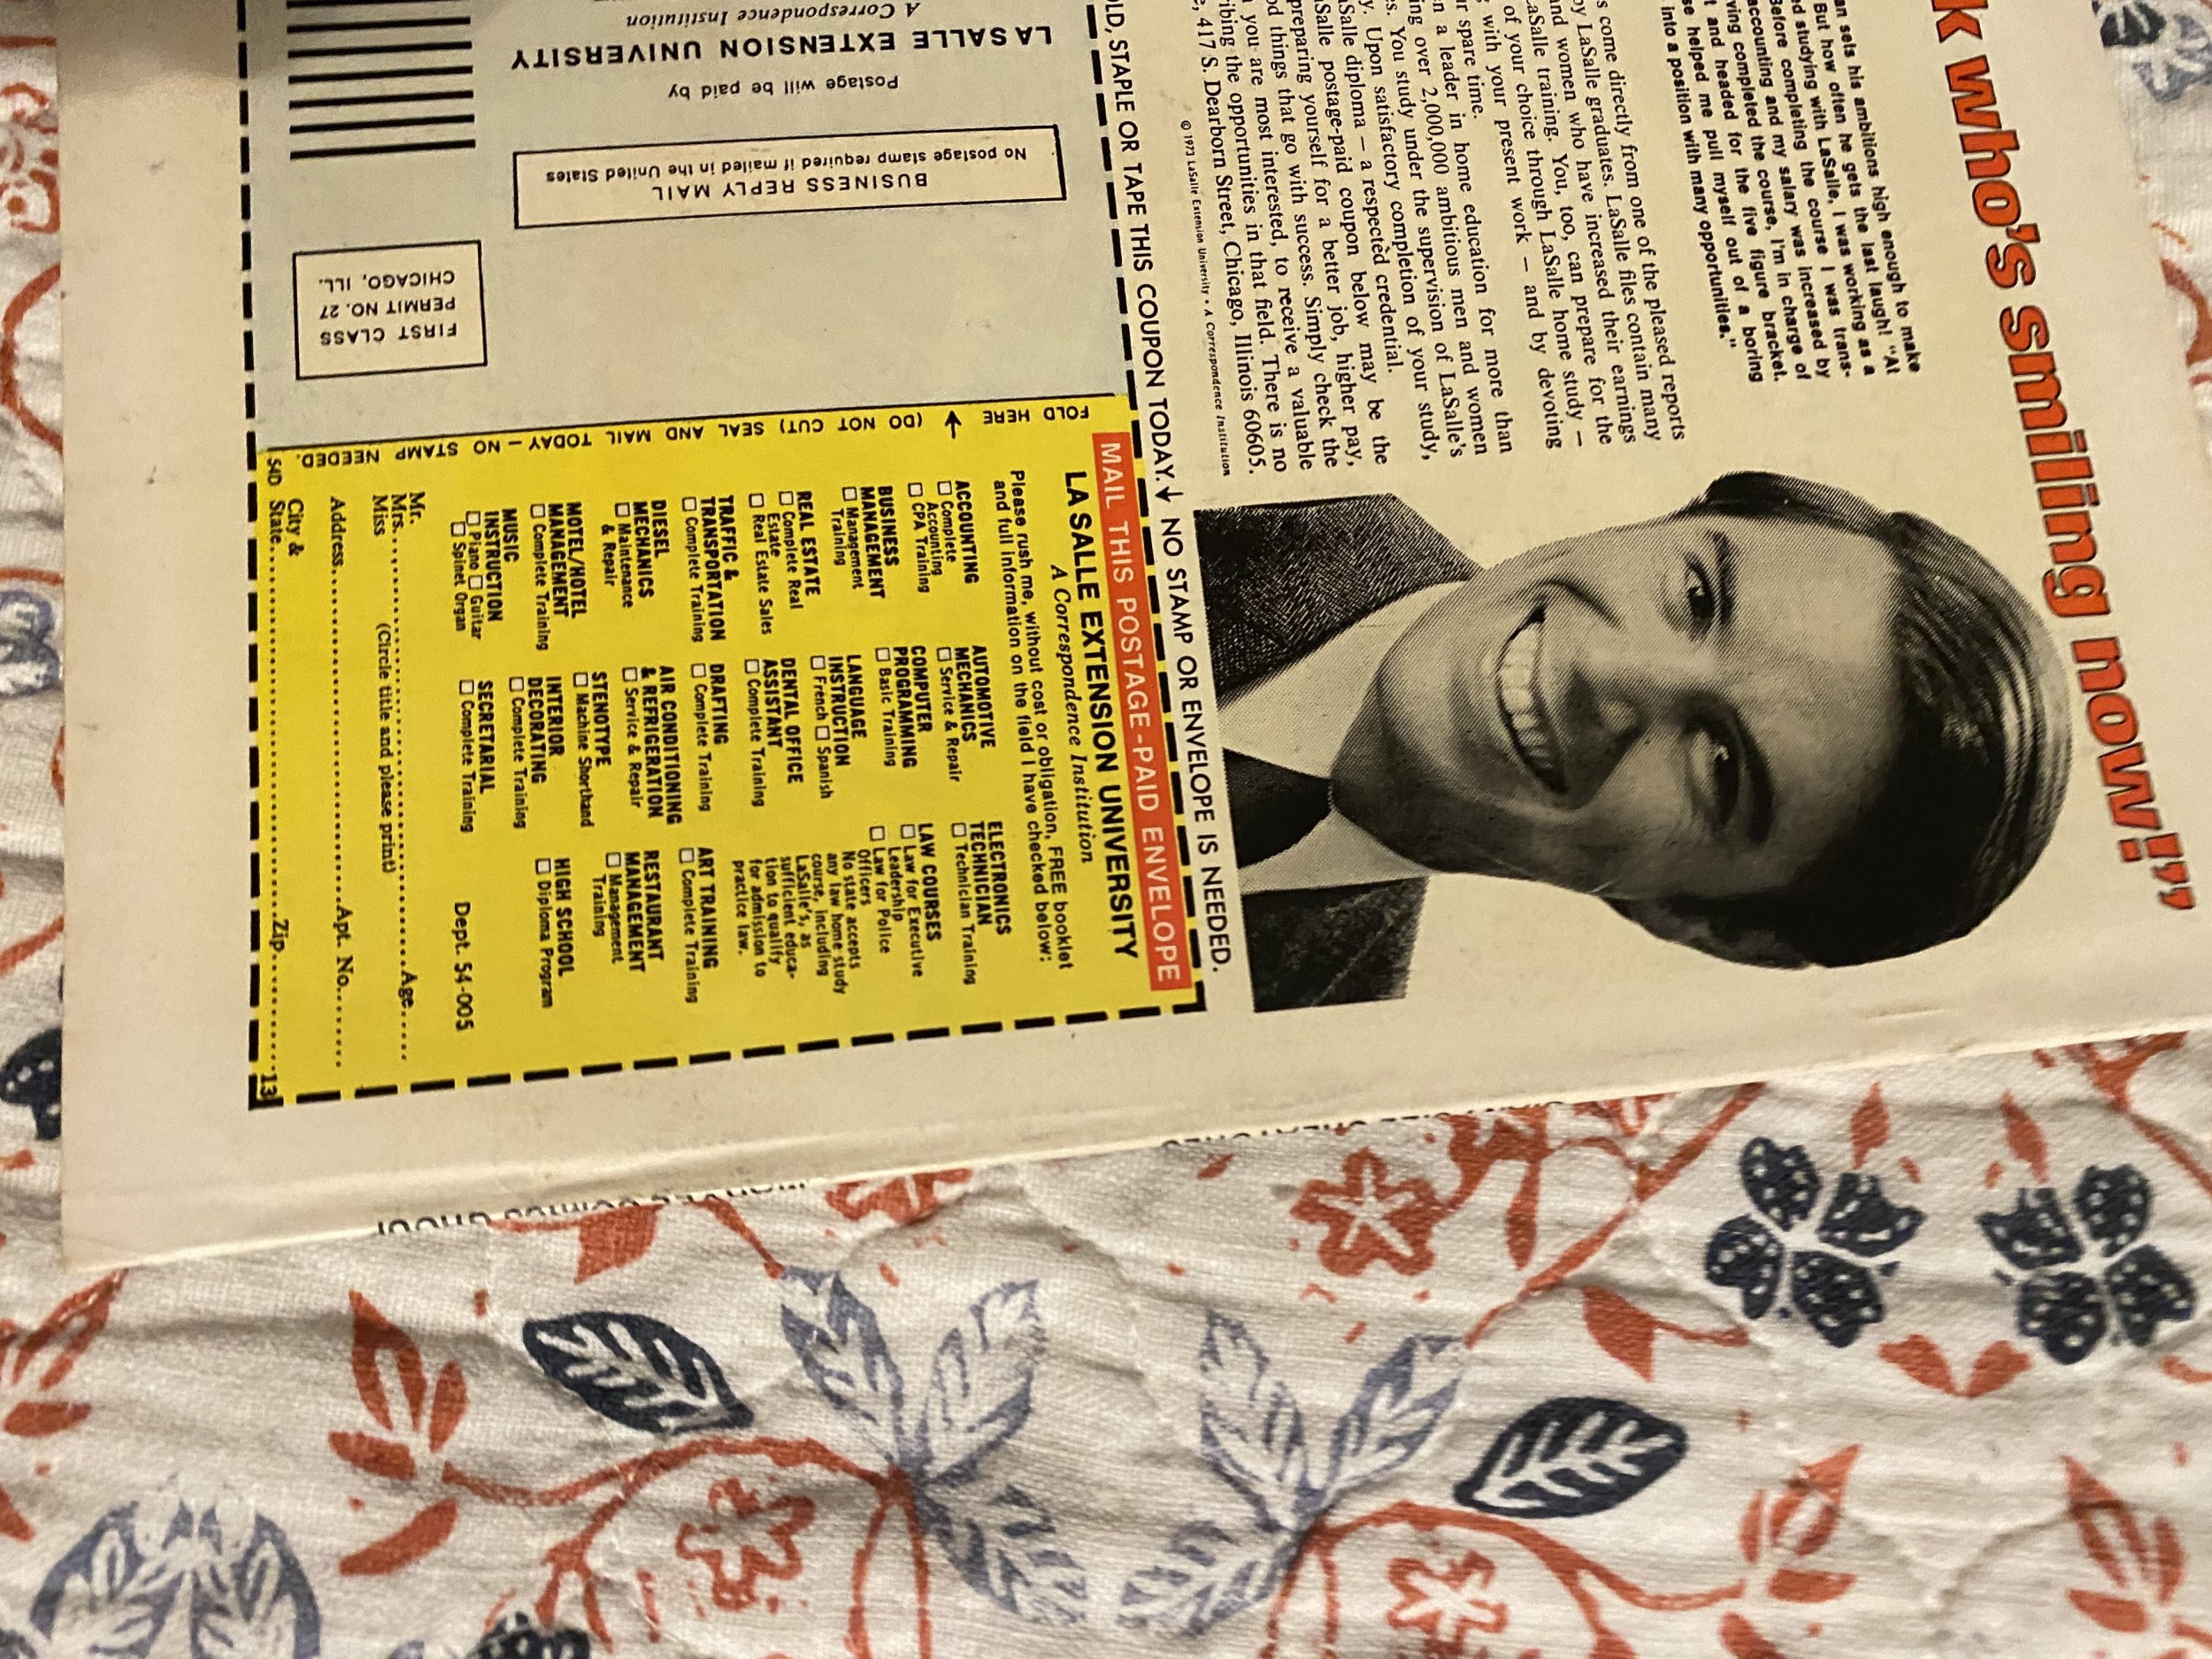 k who's smiling now!"
an sets his ambitions high enough to make
But how often he gets the last laugh! "At
ed studying with LaSalle, I was working as a
Before completing the course I was trans-
accounting and my salary was increased by
ving completed the course, I'm in charge of
t and headed for the five figure bracket.
se helped me pull myself out of a boring
into a position with many opportunities."
s come directly from one of the pleased reports
by LaSalle graduates. LaSalle files contain many
and women who have increased their earnings
LaSalle training. You, too, can prepare for the
of your choice through LaSalle home study —
with your present work — and by devoting
r spare time.
n a leader in home education for more than
ing over 2,000,000 ambitious men and women
s. You study under the supervision of LaSalle's
y. Upon satisfactory completion of your study,
Salle diploma — a respected credential.
Salle postage-paid coupon below may be the
preparing yourself for a better job, higher pay,
od things that go with success. Simply check the
you are most interested, to receive a valuable
ribing the opportunities in that field. There is no
e, 417 S. Dearborn Street, Chicago, Illinois 60605.
© 1973 LaSalle Extension University • A Correspondence Institution
OLD, STAPLE OR TAPE THIS COUPON TODAY. ↓ NO STAMP OR ENVELOPE IS NEEDED.
MAIL THIS POSTAGE-PAID ENVELOPE
LA SALLE EXTENSION UNIVERSITY
A Correspondence Institution
Please rush me, without cost or obligation, FREE booklet
and full information on the field I have checked below:
ACCOUNTING
□ Complete
Accounting
□ CPA Training
BUSINESS
MANAGEMENT
□ Management
Training
REAL ESTATE
□ Complete Real
Estate
□ Real Estate Sales
TRAFFIC &
TRANSPORTATION
□ Complete Training
DIESEL
MECHANICS
□ Maintenance
& Repair
MOTEL/HOTEL
MANAGEMENT
□ Complete Training
MUSIC
INSTRUCTION
□ Piano □ Guitar
□ Spinet Organ
AUTOMOTIVE
MECHANICS
□ Service & Repair
COMPUTER
PROGRAMMING
□ Basic Training
LANGUAGE
INSTRUCTION
□ French □ Spanish
DENTAL OFFICE
ASSISTANT
□ Complete Training
DRAFTING
□ Complete Training
AIR CONDITIONING
& REFRIGERATION
□ Service & Repair
STENOTYPE
□ Machine Shorthand
INTERIOR
DECORATING
□ Complete Training
SECRETARIAL
□ Complete Training
ELECTRONICS
TECHNICIAN
□ Technician Training
LAW COURSES
□ Law for Executive
Leadership
□ Law for Police
Officers
No state accepts
any law home study
course, including
LaSalle's, as
sufficient educa-
tion to qualify
for admission to
practice law.
ART TRAINING
□ Complete Training
RESTAURANT
MANAGEMENT
□ Management
Training
HIGH SCHOOL
□ Diploma Program
Dept. 54-005
Mr.
Mrs.......Age....
Miss (Circle title and please print)
Address.......Apt. No.....
City &
State.......Zip.......
54D
13
FOLD HERE ↑ (DO NOT CUT) SEAL AND MAIL TODAY — NO STAMP NEEDED.
FIRST CLASS
PERMIT NO. 27
CHICAGO, ILL.
BUSINESS REPLY MAIL
No postage stamp required if mailed in the United States
Postage will be paid by
LA SALLE EXTENSION UNIVERSITY
A Correspondence Institution